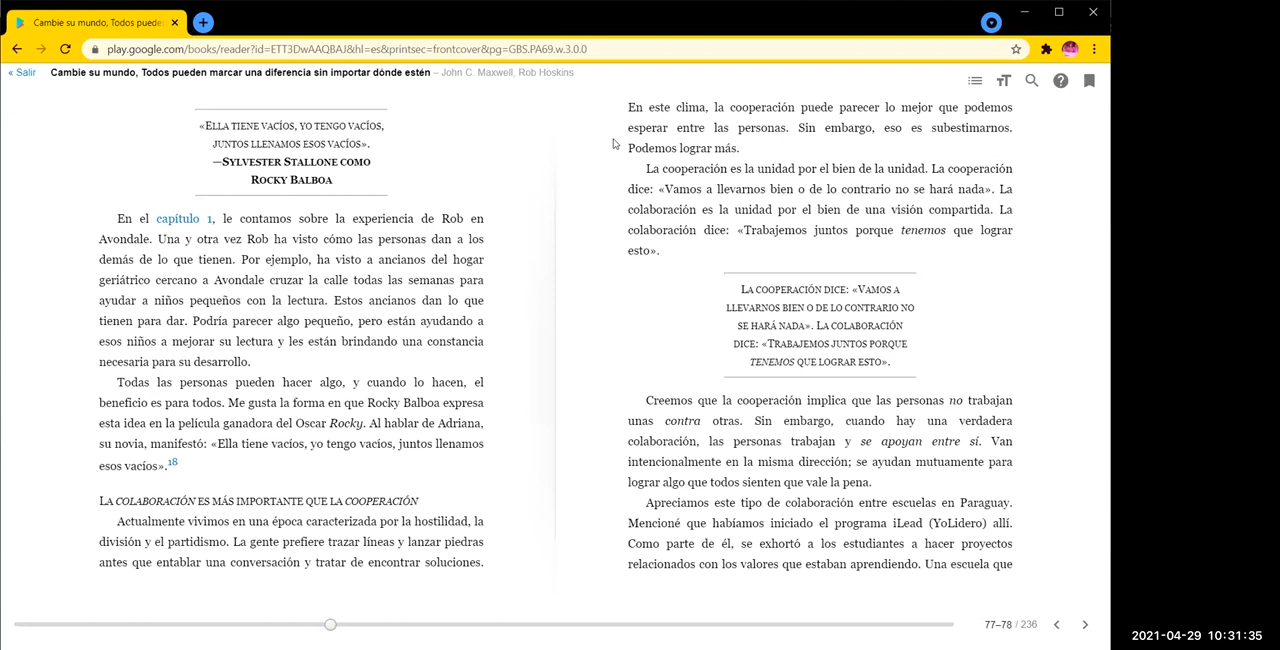 Cambie su mundo, Todos puede
play.google.com/books/reader?id=ETT3DwAAQBAJ&hl=es&printsec=frontcover&pg=GBS.PA69.w.3.0.0
« Salir Cambie su mundo, Todos pueden marcar una diferencia sin importar dónde estén – John C. Maxwell, Rob Hoskins
«ELLA TIENE VACÍOS, YO TENGO VACÍOS,
JUNTOS LLENAMOS ESOS VACÍOS».
—SYLVESTER STALLONE COMO
ROCKY BALBOA
En el capítulo 1, le contamos sobre la experiencia de Rob en
Avondale. Una y otra vez Rob ha visto cómo las personas dan a los
demás de lo que tienen. Por ejemplo, ha visto a ancianos del hogar
geriátrico cercano a Avondale cruzar la calle todas las semanas para
ayudar a niños pequeños con la lectura. Estos ancianos dan lo que
tienen para dar. Podría parecer algo pequeño, pero están ayudando a
esos niños a mejorar su lectura y les están brindando una constancia
necesaria para su desarrollo.
Todas las personas pueden hacer algo, y cuando lo hacen, el
beneficio es para todos. Me gusta la forma en que Rocky Balboa expresa
esta idea en la película ganadora del Oscar Rocky. Al hablar de Adriana,
su novia, manifestó: «Ella tiene vacíos, yo tengo vacíos, juntos llenamos
esos vacíos».18
LA COLABORACIÓN ES MÁS IMPORTANTE QUE LA COOPERACIÓN
Actualmente vivimos en una época caracterizada por la hostilidad, la
división y el partidismo. La gente prefiere trazar líneas y lanzar piedras
antes que entablar una conversación y tratar de encontrar soluciones.
En este clima, la cooperación puede parecer lo mejor que podemos
esperar entre las personas. Sin embargo, eso es subestimarnos.
Podemos lograr más.
La cooperación es la unidad por el bien de la unidad. La cooperación
dice: «Vamos a llevarnos bien o de lo contrario no se hará nada». La
colaboración es la unidad por el bien de una visión compartida. La
colaboración dice: «Trabajemos juntos porque tenemos que lograr
esto».
LA COOPERACIÓN DICE: «VAMOS A
LLEVARNOS BIEN O DE LO CONTRARIO NO
SE HARÁ NADA». LA COLABORACIÓN
DICE: «TRABAJEMOS JUNTOS PORQUE
TENEMOS QUE LOGRAR ESTO».
Creemos que la cooperación implica que las personas no trabajan
unas contra otras. Sin embargo, cuando hay una verdadera
colaboración, las personas trabajan y se apoyan entre sí. Van
intencionalmente en la misma dirección; se ayudan mutuamente para
lograr algo que todos sienten que vale la pena.
Apreciamos este tipo de colaboración entre escuelas en Paraguay.
Mencioné que habíamos iniciado el programa iLead (YoLidero) allí.
Como parte de él, se exhortó a los estudiantes a hacer proyectos
relacionados con los valores que estaban aprendiendo. Una escuela que
77–78 / 236
2021-04-29 10:31:35